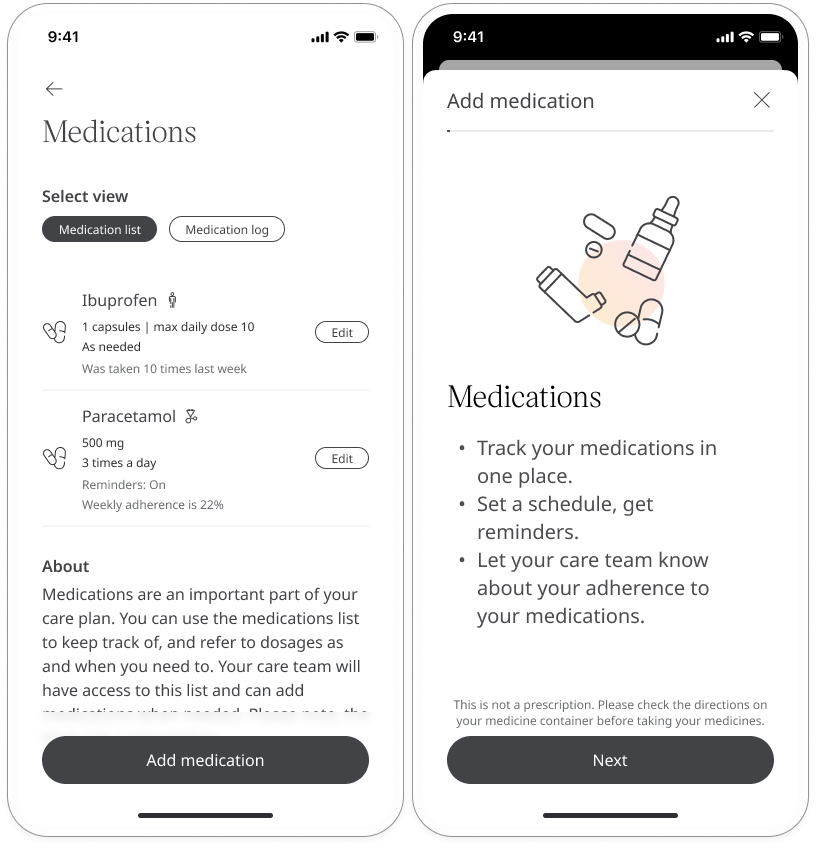 9:41
Medications
Select view
Medication list
Medication log
Ibuprofen
1 capsules | max daily dose 10
As needed
Was taken 10 times last week
Edit
Paracetamol
500 mg
3 times a day
Reminders: On
Weekly adherence is 22%
Edit
About
Medications are an important part of your
care plan. You can use the medications list
to keep track of, and refer to dosages as
and when you need to. Your care team will
have access to this list and can add
medications when needed. Please note, the
Add medication
9:41
Add medication
Medications
• Track your medications in
one place.
• Set a schedule, get
reminders.
• Let your care team know
about your adherence to
your medications.
This is not a prescription. Please check the directions on
your medicine container before taking your medicines.
Next